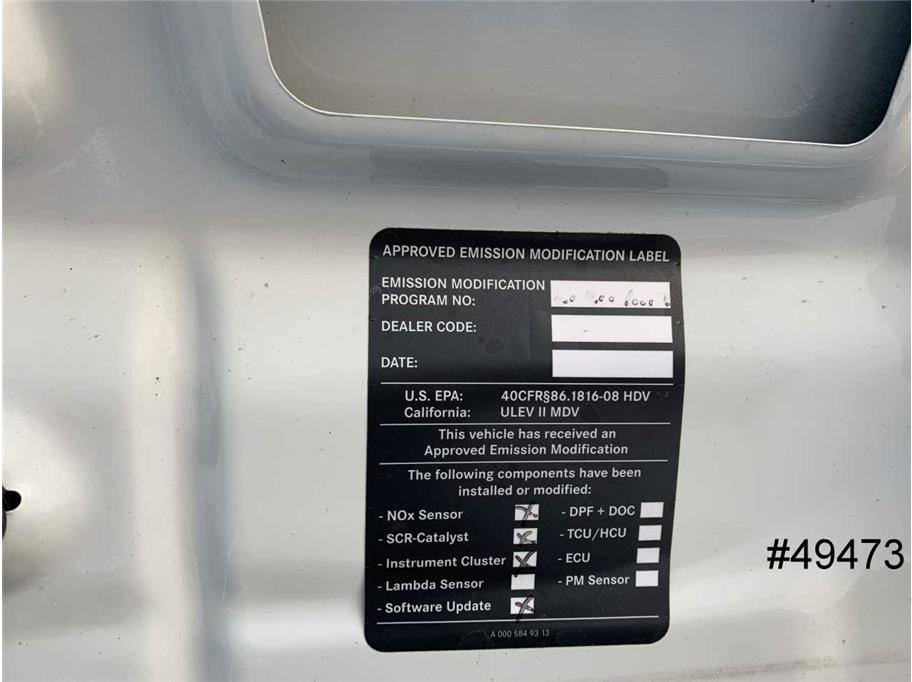 APPROVED EMISSION MODIFICATION LABEL
EMISSION MODIFICATION
PROGRAM NO:
DEALER CODE:
DATE:
U.S. EPA: 40CFR§86.1816-08 HDV
California: ULEV II MDV
This vehicle has received an
Approved Emission Modification
The following components have been
installed or modified:
- NOx Sensor - DPF + DOC
- SCR-Catalyst - TCU/HCU
- Instrument Cluster - ECU
- Lambda Sensor - PM Sensor
- Software Update
A 000 584 93 13
#49473